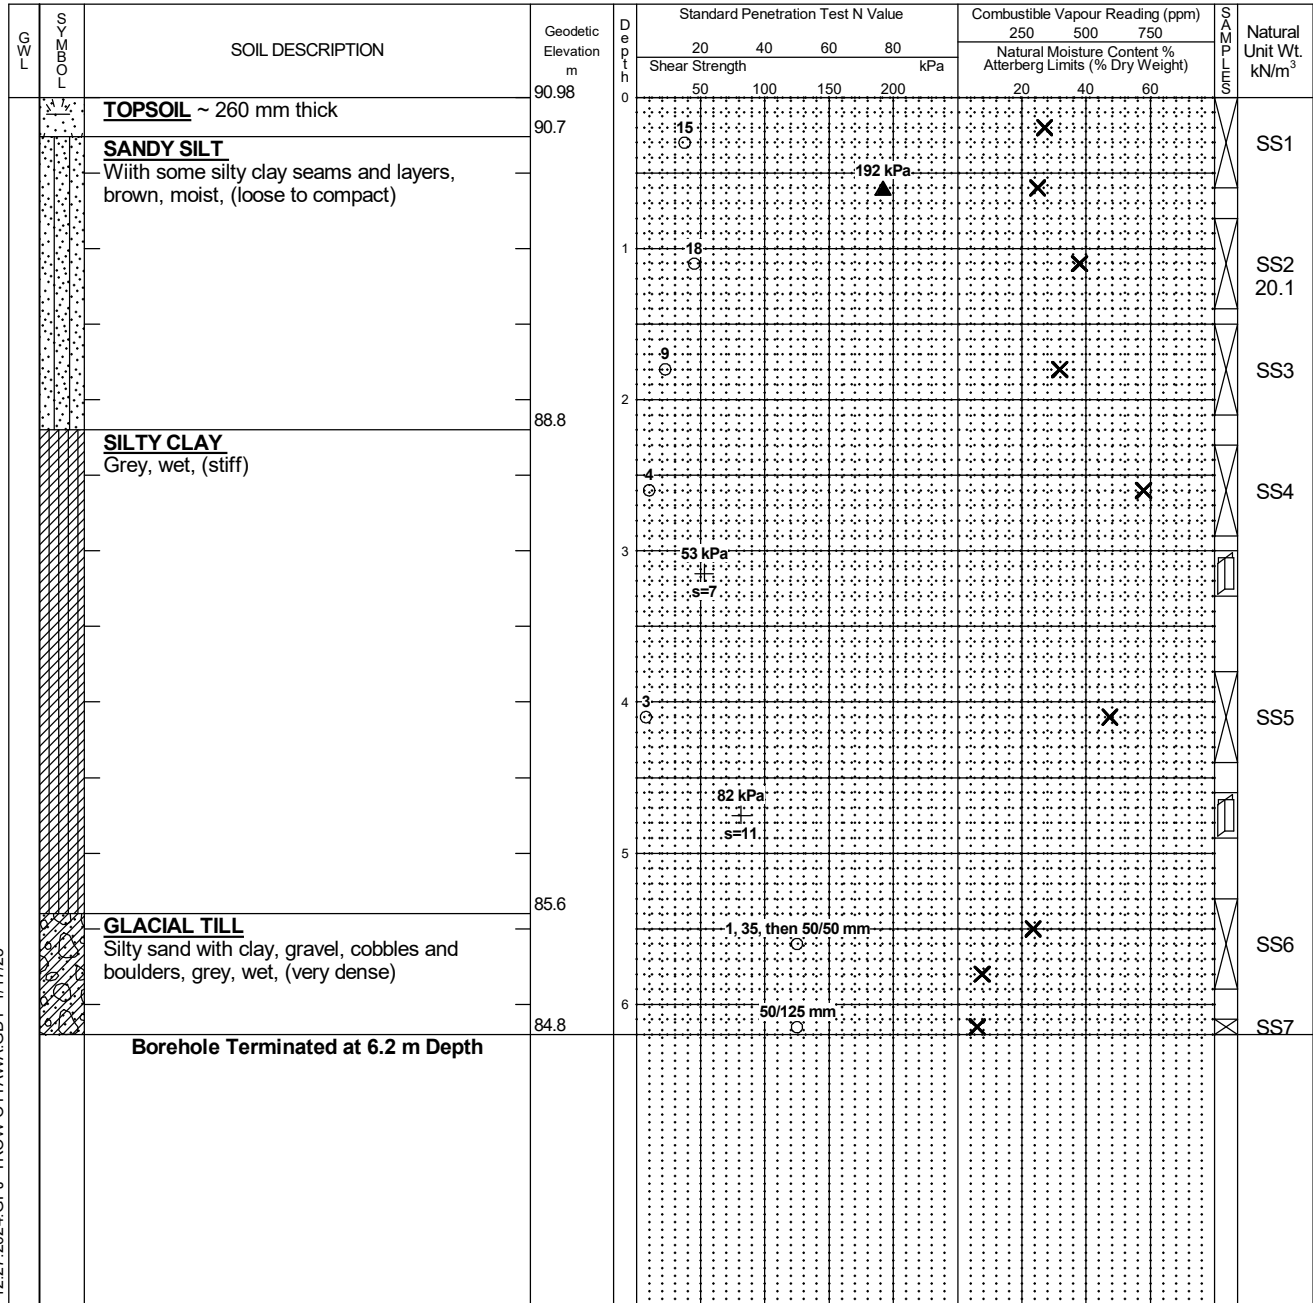 GWL
SYMBOL
SOIL DESCRIPTION
Geodetic
Elevation
m
Depth
Standard Penetration Test N Value
20 40 60 80
Shear Strength kPa
50 100 150 200
Combustible Vapour Reading (ppm)
250 500 750
Natural Moisture Content %
Atterberg Limits (% Dry Weight)
20 40 60
SAMPLES
Natural
Unit Wt.
kN/m³
90.98
0
TOPSOIL ~ 260 mm thick
90.7
SANDY SILT
Wiith some silty clay seams and layers,
brown, moist, (loose to compact)
15
SS1
192 kPa
1
18
SS2
20.1
9
SS3
2
88.8
SILTY CLAY
Grey, wet, (stiff)
4
SS4
3
53 kPa
s=7
4
3
SS5
82 kPa
s=11
5
85.6
GLACIAL TILL
Silty sand with clay, gravel, cobbles and
boulders, grey, wet, (very dense)
1, 35, then 50/50 mm
SS6
6
50/125 mm
84.8
SS7
Borehole Terminated at 6.2 m Depth